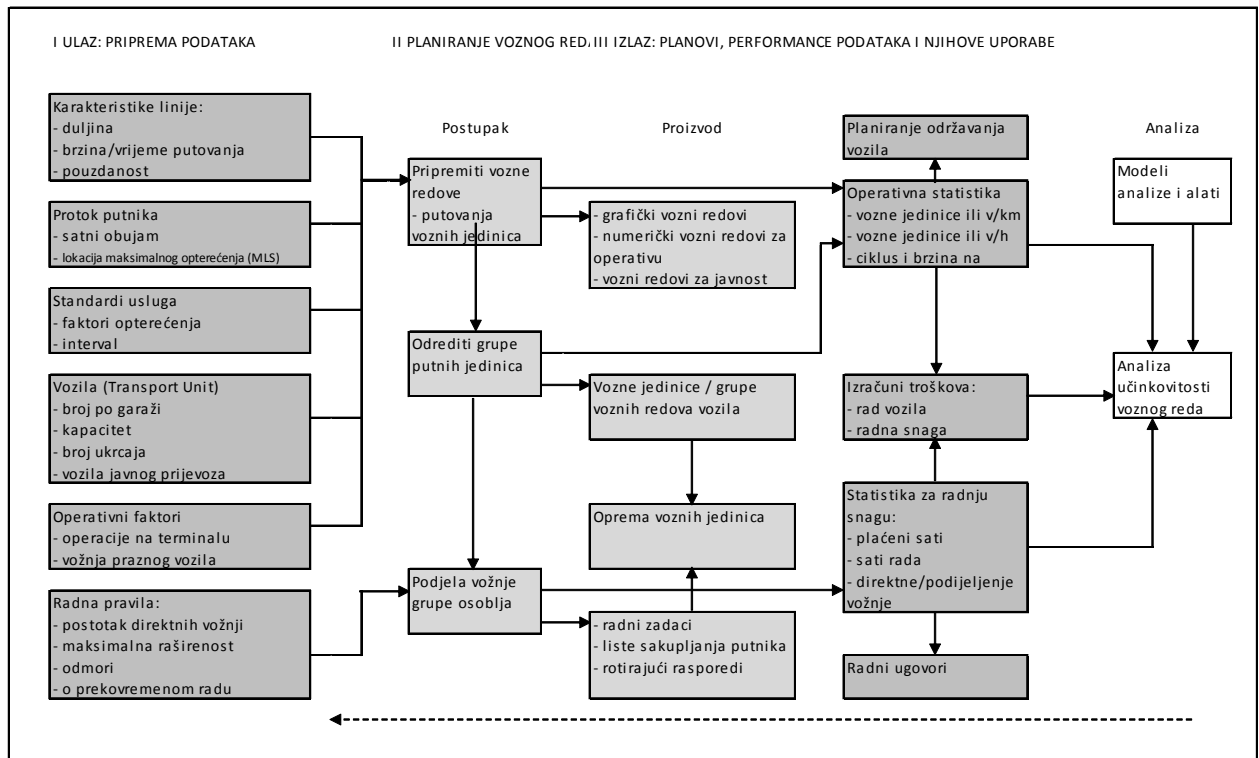 I ULAZ: PRIPREMA PODATAKA
II PLANIRANJE VOZNOG RED
III IZLAZ: PLANOVI, PERFORMANCE PODATAKA I NJIHOVE UPORABE
Karakteristike linije:
- duljina
- brzina/vrijeme putovanja
- pouzdanost
Protok putnika
- satni obujam
- lokacija maksimalnog opterećenja (MLS)
Standardi usluga
- faktori opterećenja
- interval
Vozila (Transport Unit)
- broj po garaži
- kapacitet
- broj ukrcaja
- vozila javnog prijevoza
Operativni faktori
- operacije na terminalu
- vožnja praznog vozila
Radna pravila:
- postotak direktnih vožnji
- maksimalna raširenost
- odmori
- o prekovremenom radu
Postupak
Pripremiti vozne
redove
- putovanja
voznih jedinica
Odrediti grupe
putnih jedinica
Podjela vožnje
grupe osoblja
Proizvod
- grafički vozni redovi
- numerički vozni redovi za
operativu
- vozni redovi za javnost
Vozne jedinice / grupe
voznih redova vozila
Oprema voznih jedinica
- radni zadaci
- liste sakupljanja putnika
- rotirajući rasporedi
Planiranje održavanja
vozila
Operativna statistika
- vozne jedinice ili v/km
- vozne jedinice ili v/h
- ciklus i brzina na
Izračuni troškova:
- rad vozila
- radna snaga
Statistika za radnju
snagu:
- plaćeni sati
- sati rada
- direktne/podijeljenje
vožnje
Radni ugovori
Analiza
Modeli
analize i alati
Analiza
učinkovitosti
voznog reda